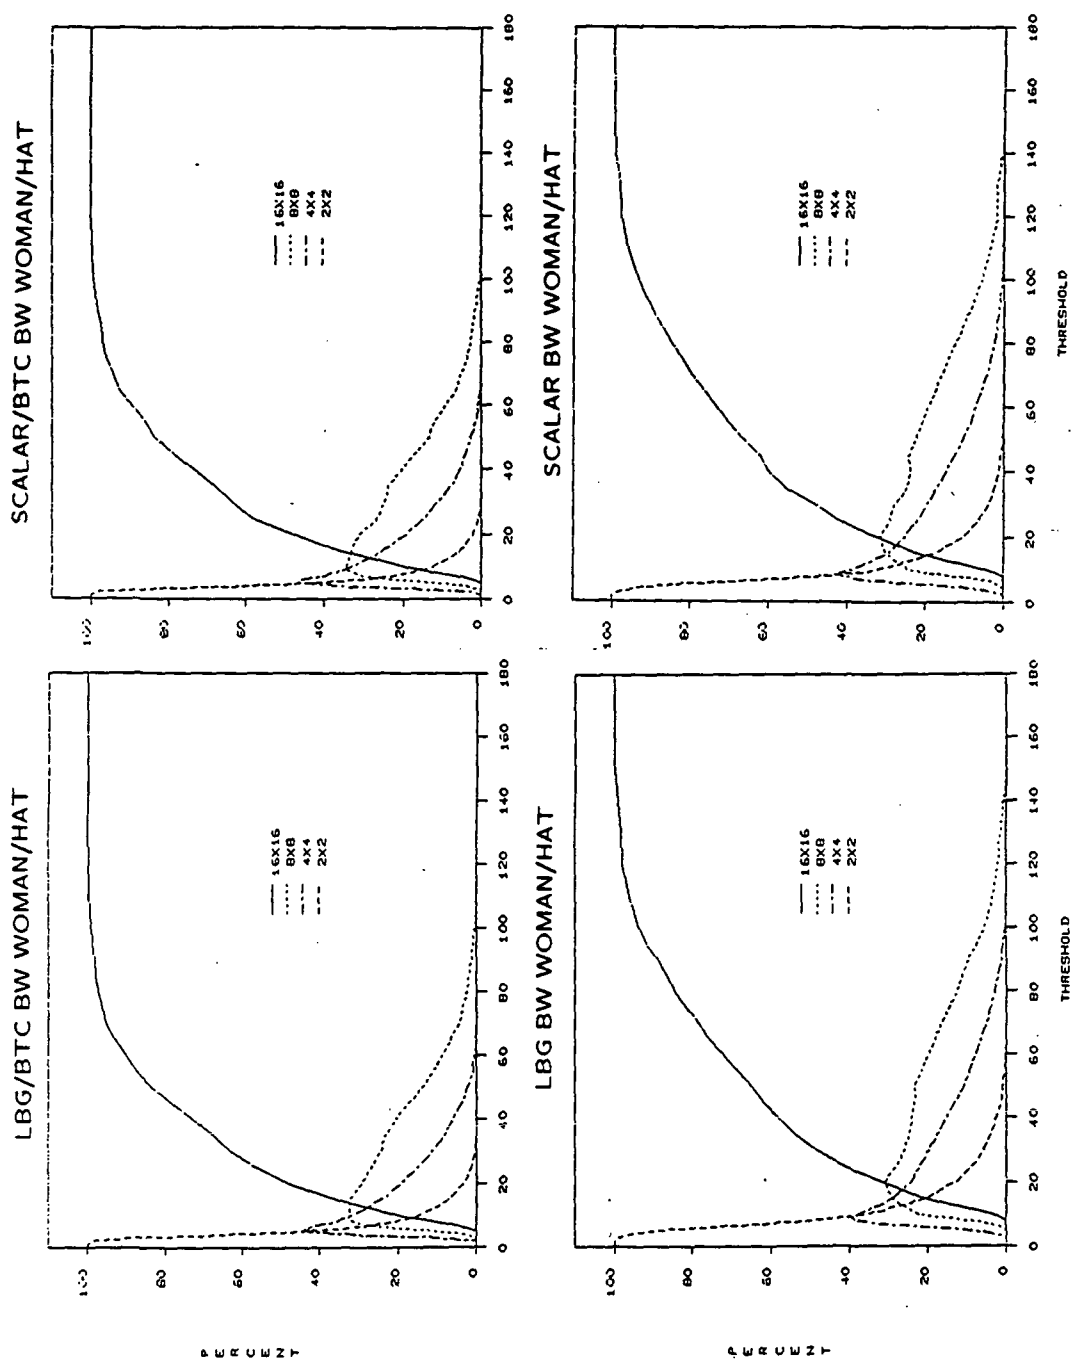 LBG/BTC BW WOMAN/HAT
PERCENT
100
80
60
40
20
0
16X16
8X8
4X4
2X2
0 20 40 60 80 100 120 140 160 180
SCALAR/BTC BW WOMAN/HAT
100
80
60
40
20
0
16X16
8X8
4X4
2X2
0 20 40 60 80 100 120 140 160 180
LBG BW WOMAN/HAT
PERCENT
100
80
60
40
20
0
16X16
8X8
4X4
2X2
0 20 40 60 80 100 120 140 160 180
THRESHOLD
SCALAR BW WOMAN/HAT
100
80
60
40
20
0
16X16
8X8
4X4
2X2
0 20 40 60 80 100 120 140 160 180
THRESHOLD